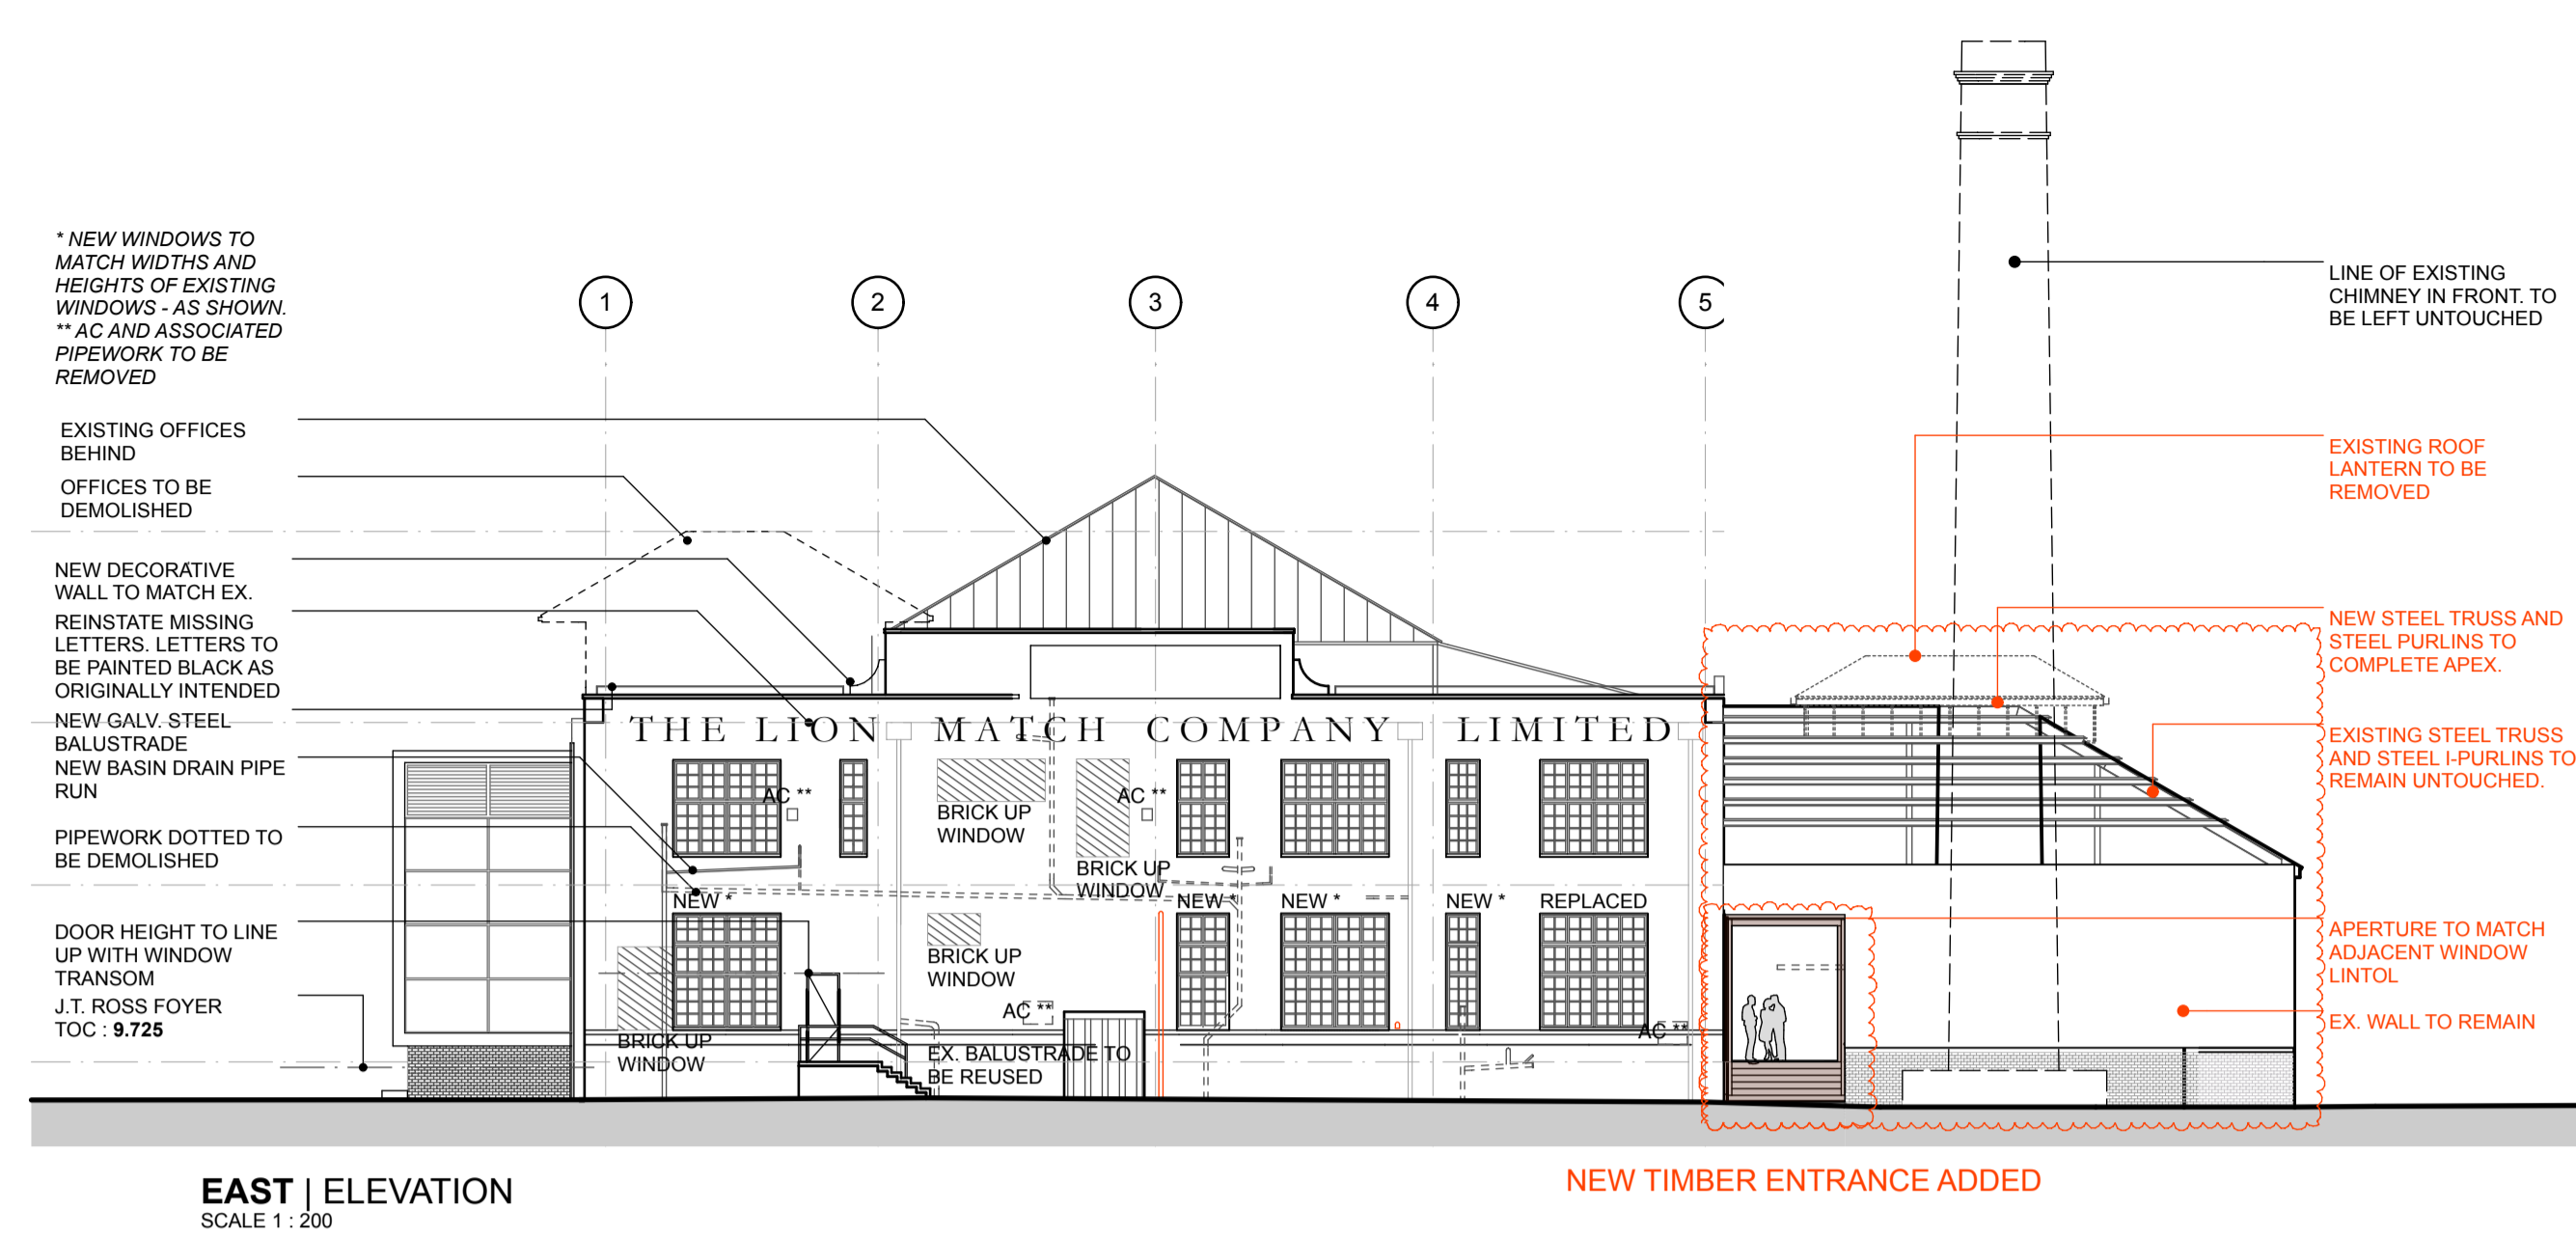 * NEW WINDOWS TO
MATCH WIDTHS AND
HEIGHTS OF EXISTING
WINDOWS - AS SHOWN.
** AC AND ASSOCIATED
PIPEWORK TO BE
REMOVED
EXISTING OFFICES
BEHIND
OFFICES TO BE
DEMOLISHED
NEW DECORATIVE
WALL TO MATCH EX.
REINSTATE MISSING
LETTERS. LETTERS TO
BE PAINTED BLACK AS
ORIGINALLY INTENDED
NEW GALV. STEEL
BALUSTRADE
NEW BASIN DRAIN PIPE
RUN
PIPEWORK DOTTED TO
BE DEMOLISHED
DOOR HEIGHT TO LINE
UP WITH WINDOW
TRANSOM
J.T. ROSS FOYER
TOC : 9.725
1 2 3 4 5
THE LION MATCH COMPANY LIMITED
AC **
BRICK UP
WINDOW
AC **
BRICK UP
WINDOW
NEW *
NEW *
NEW *
NEW *
REPLACED
BRICK UP
WINDOW
AC **
BRICK UP
WINDOW
EX. BALUSTRADE TO
BE REUSED
AC **
LINE OF EXISTING
CHIMNEY IN FRONT. TO
BE LEFT UNTOUCHED
EXISTING ROOF
LANTERN TO BE
REMOVED
NEW STEEL TRUSS AND
STEEL PURLINS TO
COMPLETE APEX.
EXISTING STEEL TRUSS
AND STEEL I-PURLINS TO
REMAIN UNTOUCHED.
APERTURE TO MATCH
ADJACENT WINDOW
LINTOL
EX. WALL TO REMAIN
NEW TIMBER ENTRANCE ADDED
EAST | ELEVATION
SCALE 1 : 200